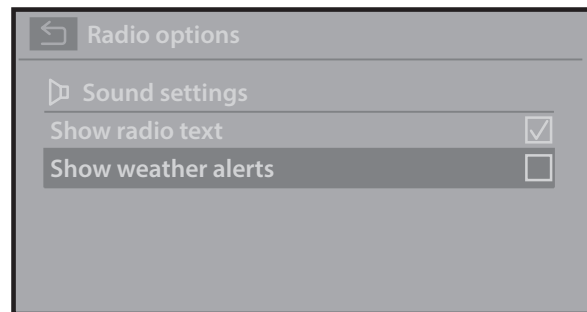 Radio options
Sound settings
Show radio text
Show weather alerts